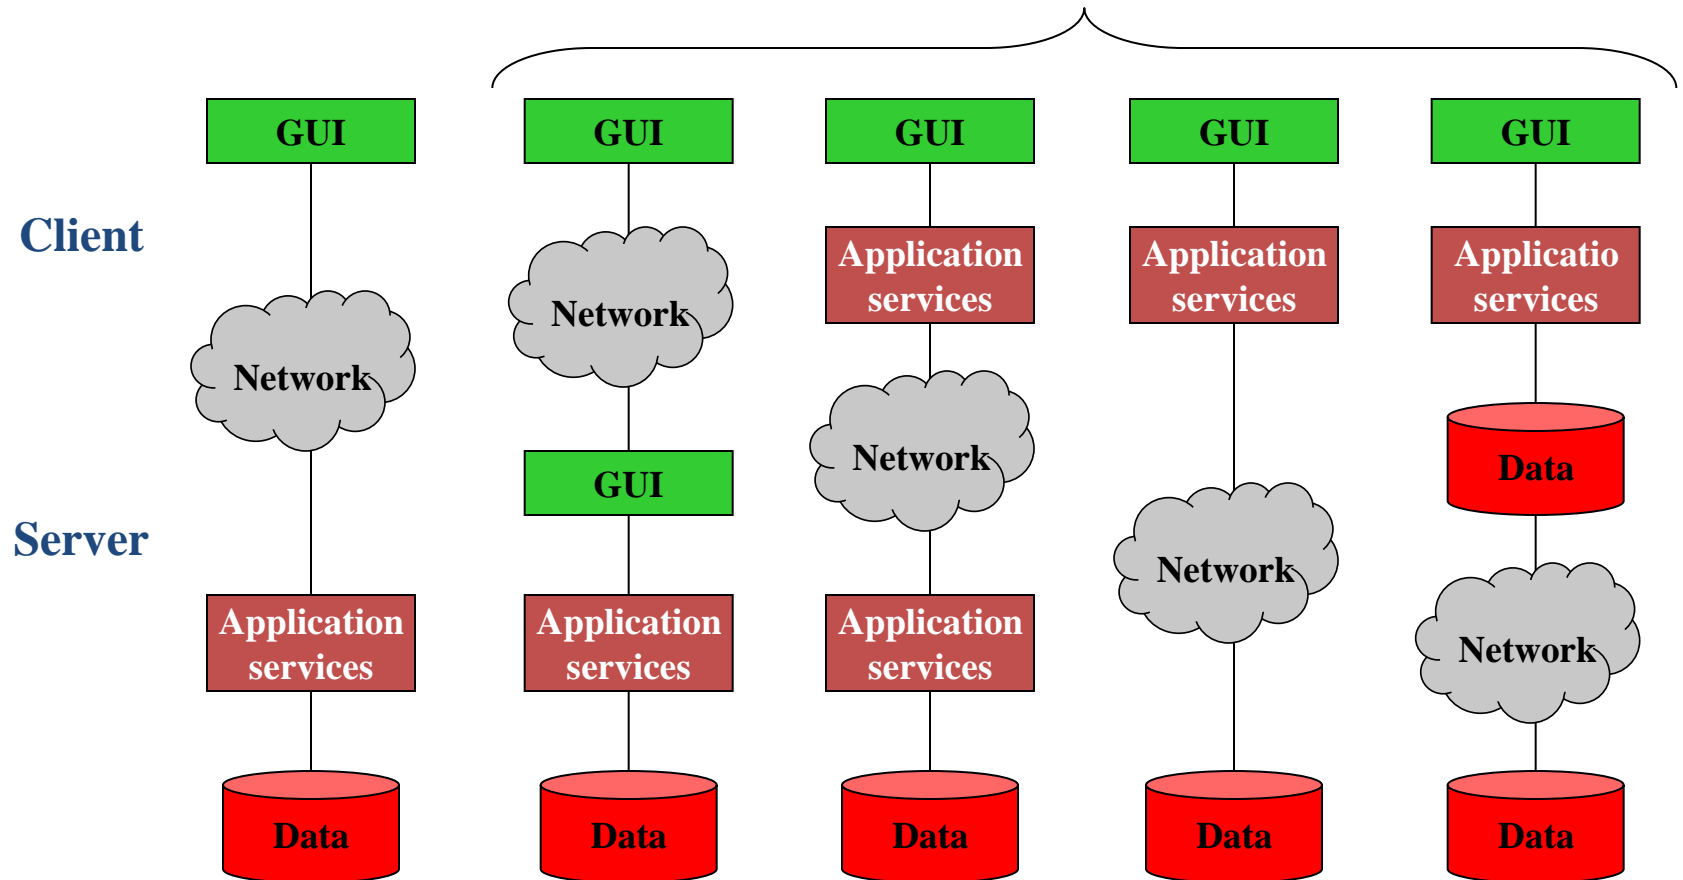 GUI
GUI
GUI
GUI
GUI
Client
Application
services
Application
services
Applicatio
services
Network
Network
Network
Data
GUI
Server
Network
Application
services
Application
services
Application
services
Network
Data
Data
Data
Data
Data